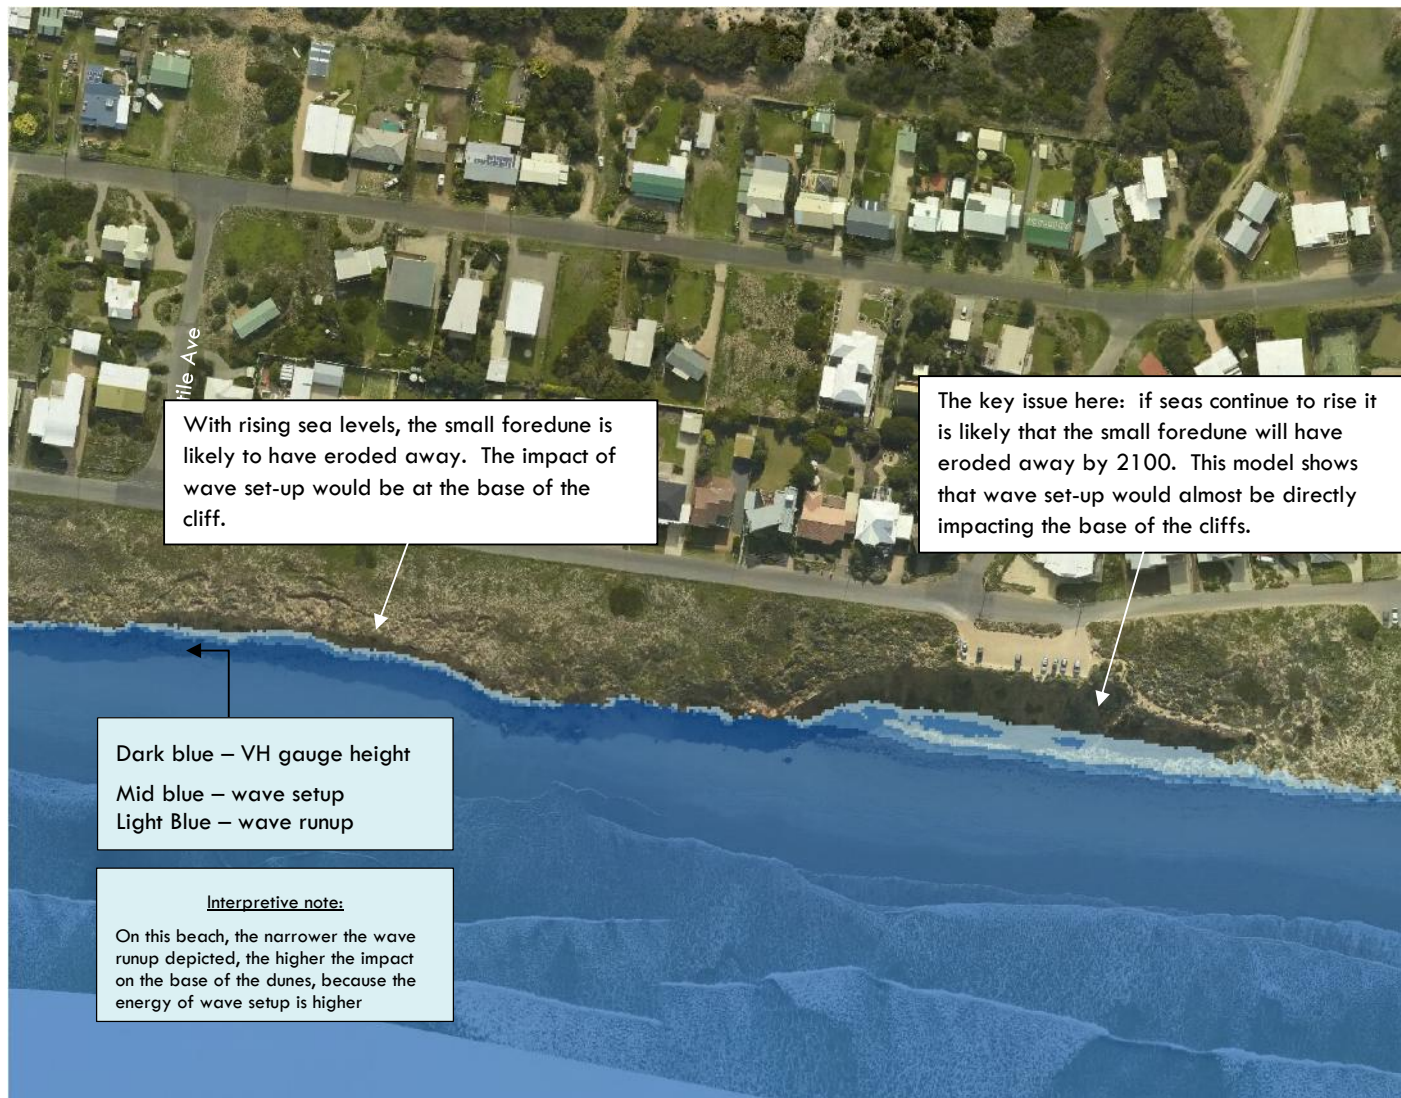 tile Ave
With rising sea levels, the small foredune is
likely to have eroded away.  The impact of
wave set-up would be at the base of the
cliff.
The key issue here:  if seas continue to rise it
is likely that the small foredune will have
eroded away by 2100.  This model shows
that wave set-up would almost be directly
impacting the base of the cliffs.
Dark blue – VH gauge height
Mid blue – wave setup
Light Blue – wave runup
Interpretive note:
On this beach, the narrower the wave
runup depicted, the higher the impact
on the base of the dunes, because the
energy of wave setup is higher